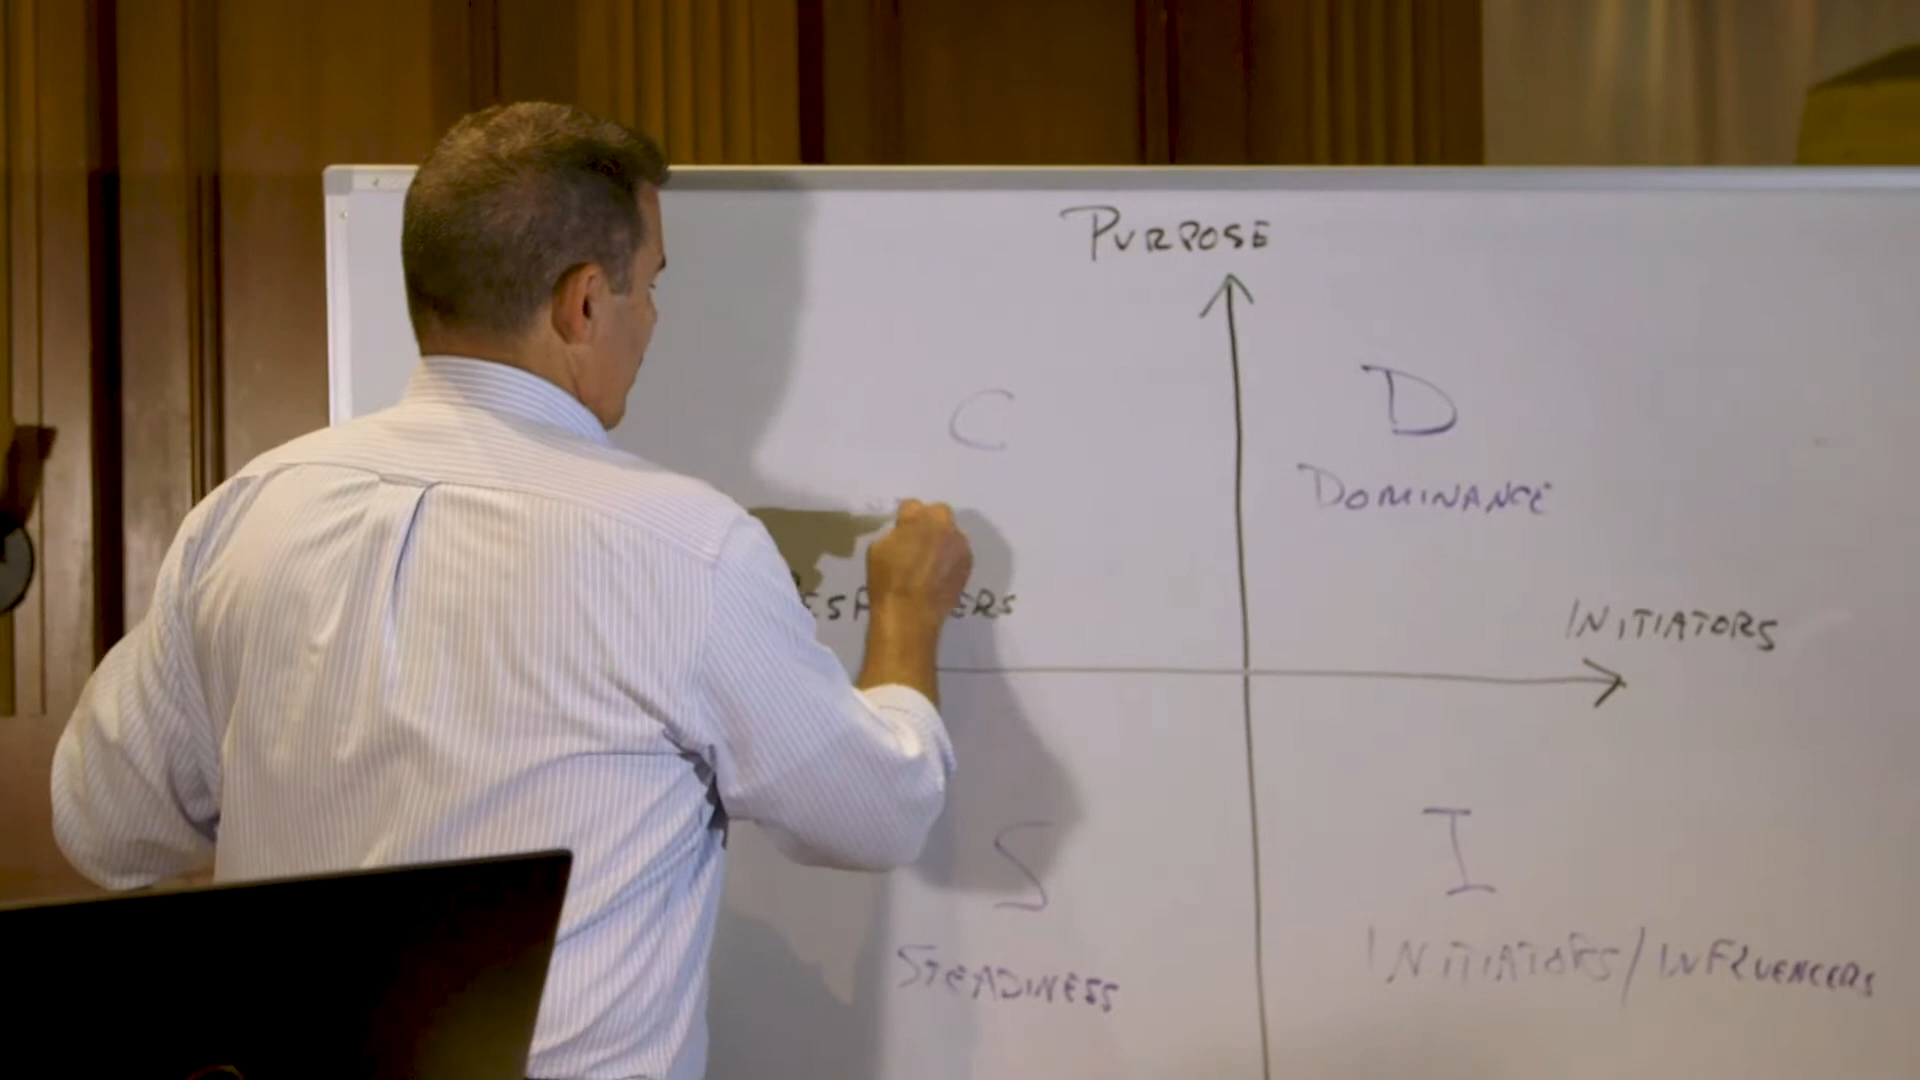 PURPOSE
C
D
DOMINANCE
INITIATORS
S
I
STEADINESS
INITIATORS/INFLUENCERS